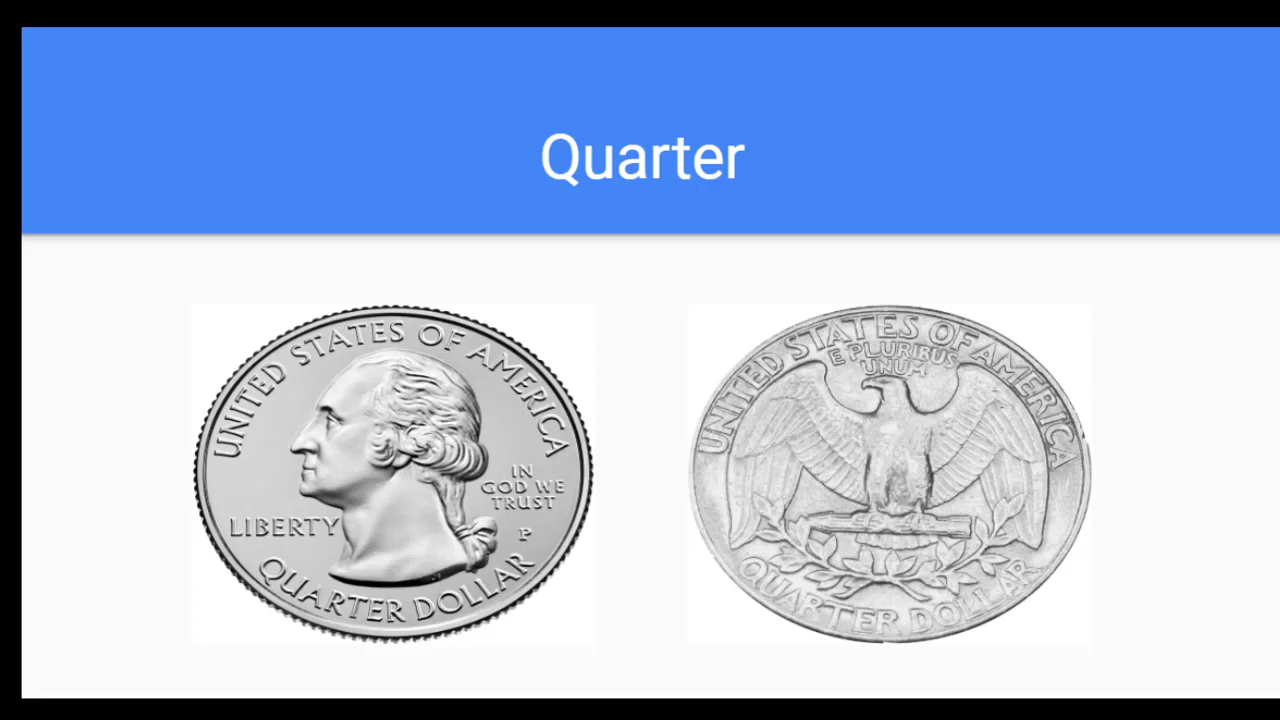 Quarter
UNITED STATES OF AMERICA
IN
GOD WE
TRUST
LIBERTY
P
QUARTER DOLLAR
UNITED STATES OF AMERICA
E PLURIBUS
UNUM
QUARTER DOLLAR